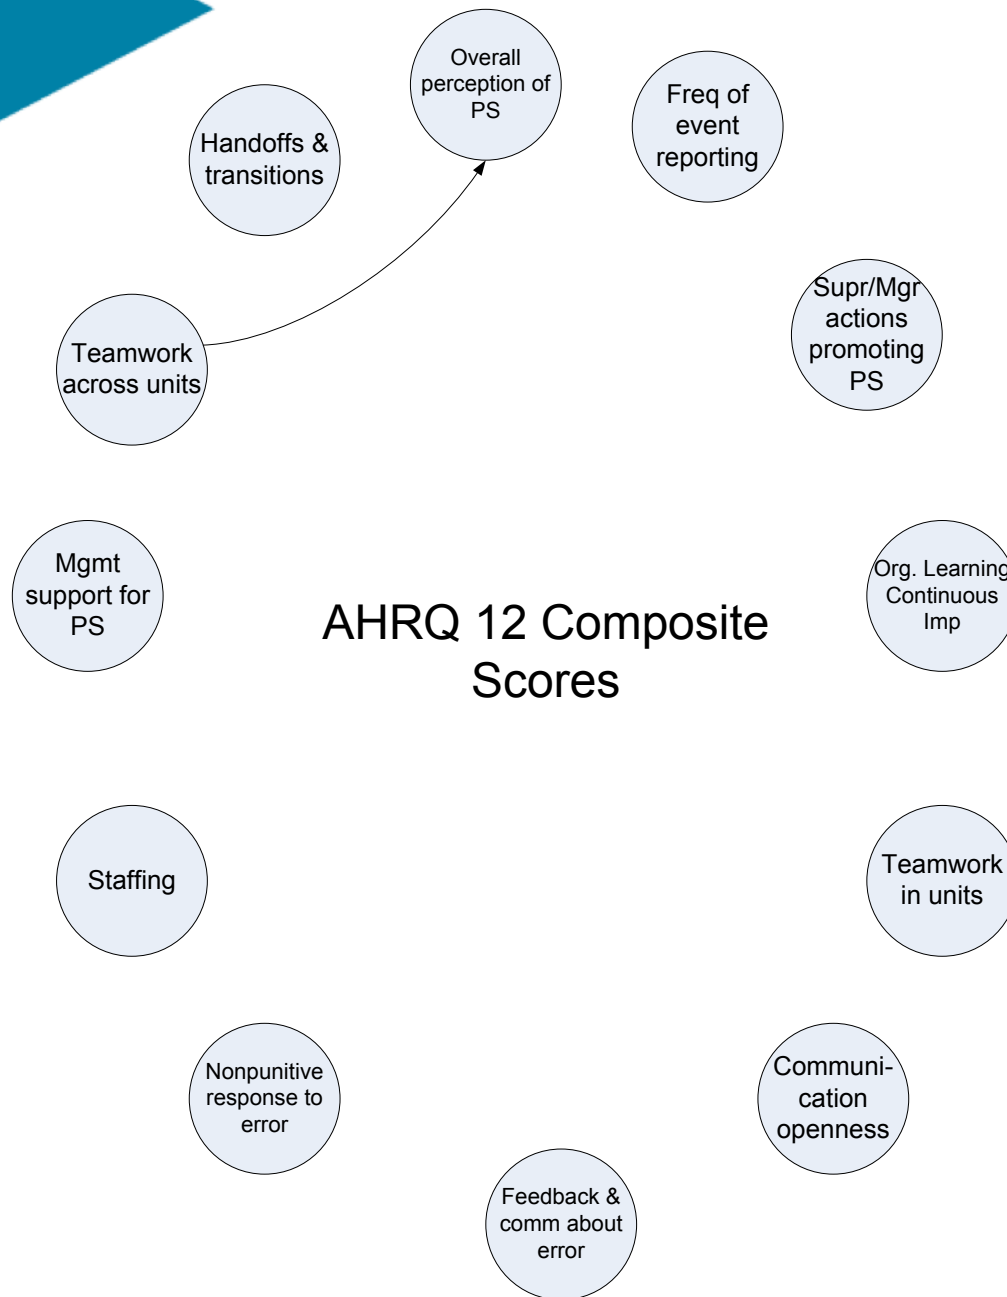 Overall
perception of
PS
Freq of
event
reporting
Handoffs &
transitions
Supr/Mgr
actions
promoting
PS
Teamwork
across units
Mgmt
support for
PS
Org. Learning
Continuous
Imp
AHRQ 12 Composite
Scores
Staffing
Teamwork
in units
Nonpunitive
response to
error
Communi-
cation
openness
Feedback &
comm about
error